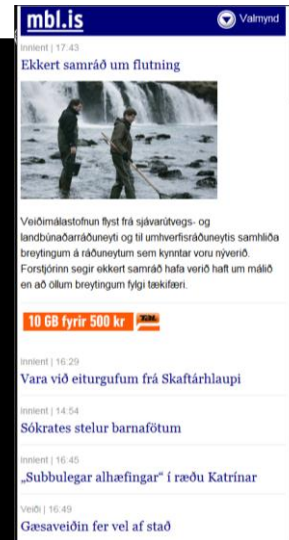 mbl.is
Valmynd
Innlent | 17:43
Ekkert samráð um flutning
Veiðimálastofnun flyst frá sjávarútvegs- og
landbúnaðarráðuneyti og til umhverfisráðuneytis samhliða
breytingum á ráðuneytum sem kynntar voru nýverið.
Forstjórinn segir ekkert samráð hafa verið haft um málið
en að öllum breytingum fylgi tækifæri.
10 GB fyrir 500 kr
Innlent | 16:29
Vara við eiturgufum frá Skaftárhlaupi
Innlent | 14:54
Sókrates stelur barnafötum
Innlent | 16:45
„Subbulegar alhæfingar“ í ræðu Katrínar
Veiði | 16:49
Gæsaveiðin fer vel af stað